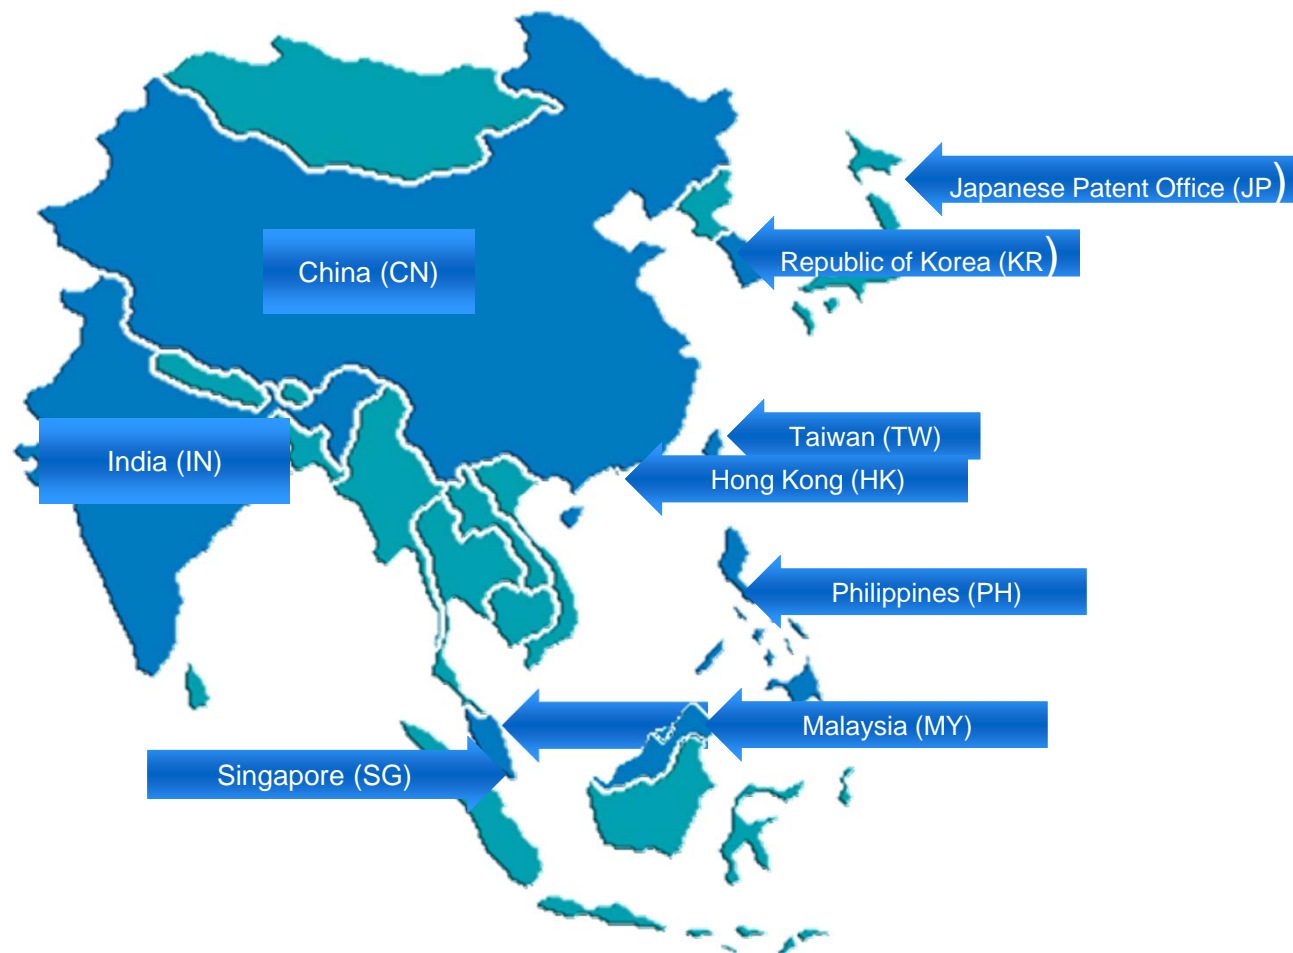 Japanese Patent Office (JP)
Republic of Korea (KR)
China (CN)
Taiwan (TW)
India (IN)
Hong Kong (HK)
Philippines (PH)
Malaysia (MY)
Singapore (SG)